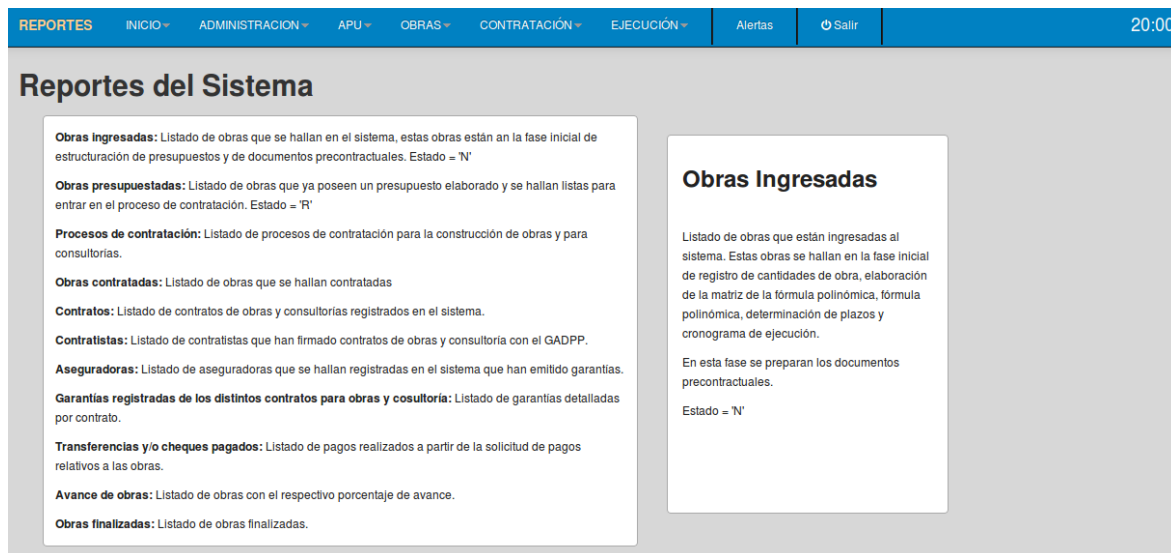 REPORTES INICIO ADMINISTRACION APU OBRAS CONTRATACIÓN EJECUCIÓN Alertas Salir 20:00
Reportes del Sistema
Obras ingresadas: Listado de obras que se hallan en el sistema, estas obras están an la fase inicial de
estructuración de presupuestos y de documentos precontractuales. Estado = 'N'
Obras presupuestadas: Listado de obras que ya poseen un presupuesto elaborado y se hallan listas para
entrar en el proceso de contratación. Estado = 'R'
Procesos de contratación: Listado de procesos de contratación para la construcción de obras y para
consultorías.
Obras contratadas: Listado de obras que se hallan contratadas
Contratos: Listado de contratos de obras y consultorías registrados en el sistema.
Contratistas: Listado de contratistas que han firmado contratos de obras y consultoría con el GADPP.
Aseguradoras: Listado de aseguradoras que se hallan registradas en el sistema que han emitido garantías.
Garantías registradas de los distintos contratos para obras y cosultoría: Listado de garantías detalladas
por contrato.
Transferencias y/o cheques pagados: Listado de pagos realizados a partir de la solicitud de pagos
relativos a las obras.
Avance de obras: Listado de obras con el respectivo porcentaje de avance.
Obras finalizadas: Listado de obras finalizadas.
Obras Ingresadas
Listado de obras que están ingresadas al
sistema. Estas obras se hallan en la fase inicial
de registro de cantidades de obra, elaboración
de la matriz de la fórmula polinómica, fórmula
polinómica, determinación de plazos y
cronograma de ejecución.
En esta fase se preparan los documentos
precontractuales.
Estado = 'N'